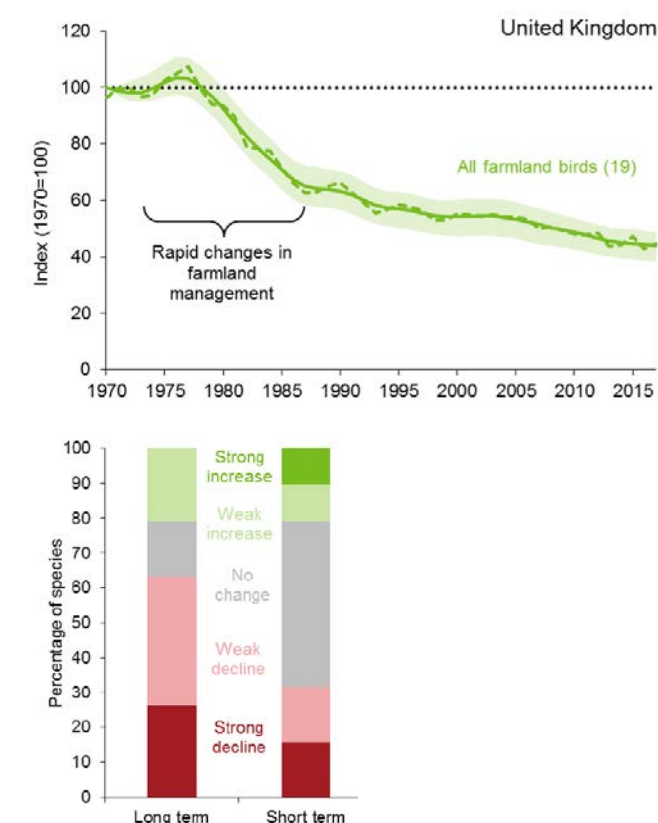 United Kingdom
120
100
80
60
40
20
0
Index (1970=100)
All farmland birds (19)
Rapid changes in
farmland
management
1970 1975 1980 1985 1990 1995 2000 2005 2010 2015
100
90
80
70
60
50
40
30
20
10
0
Percentage of species
Strong
increase
Weak
increase
No
change
Weak
decline
Strong
decline
Long term Short term